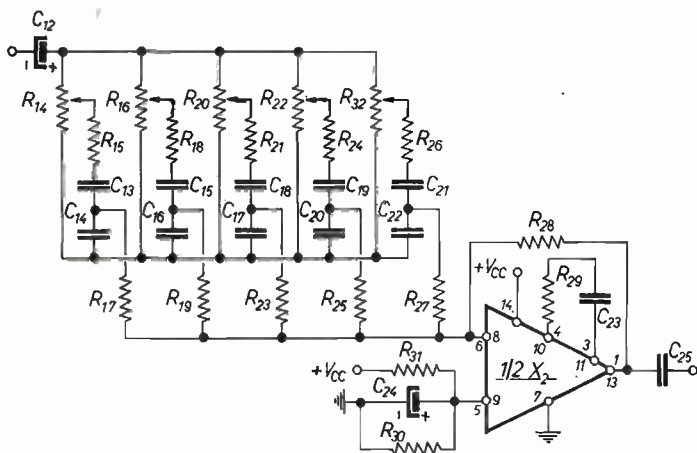 C12
1 +
R14 R16 R20 R22 R32
R15 R18 R21 R24 R26
C13 C15 C18 C19 C21
C14 C16 C17 C20 C22
R17 R19 R23 R25 R27
R28
+VCC
R29
C23
14
4
10
3
11
1
13
C25
6 8
1/2 X2
R31
+VCC
C24
1 +
5 9
7
R30